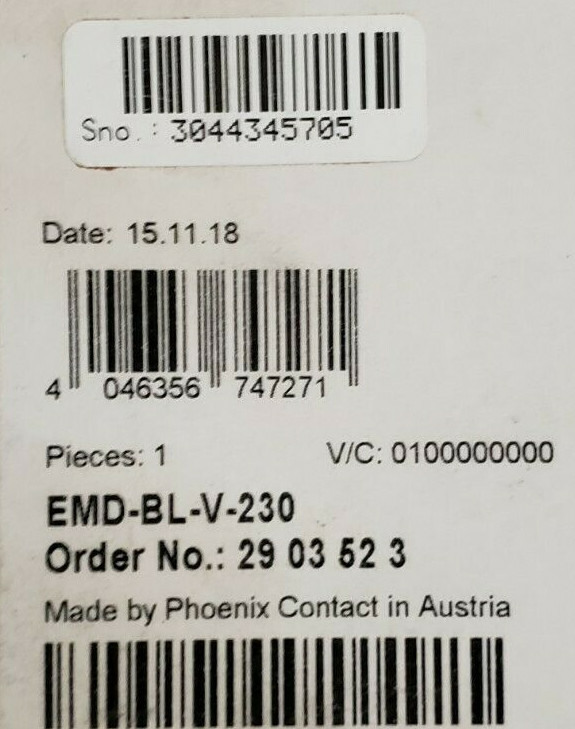 Sno.: 3044345705
Date: 15.11.18
4 046356 747271
Pieces: 1 V/C: 0100000000
EMD-BL-V-230
Order No.: 29 03 52 3
Made by Phoenix Contact in Austria